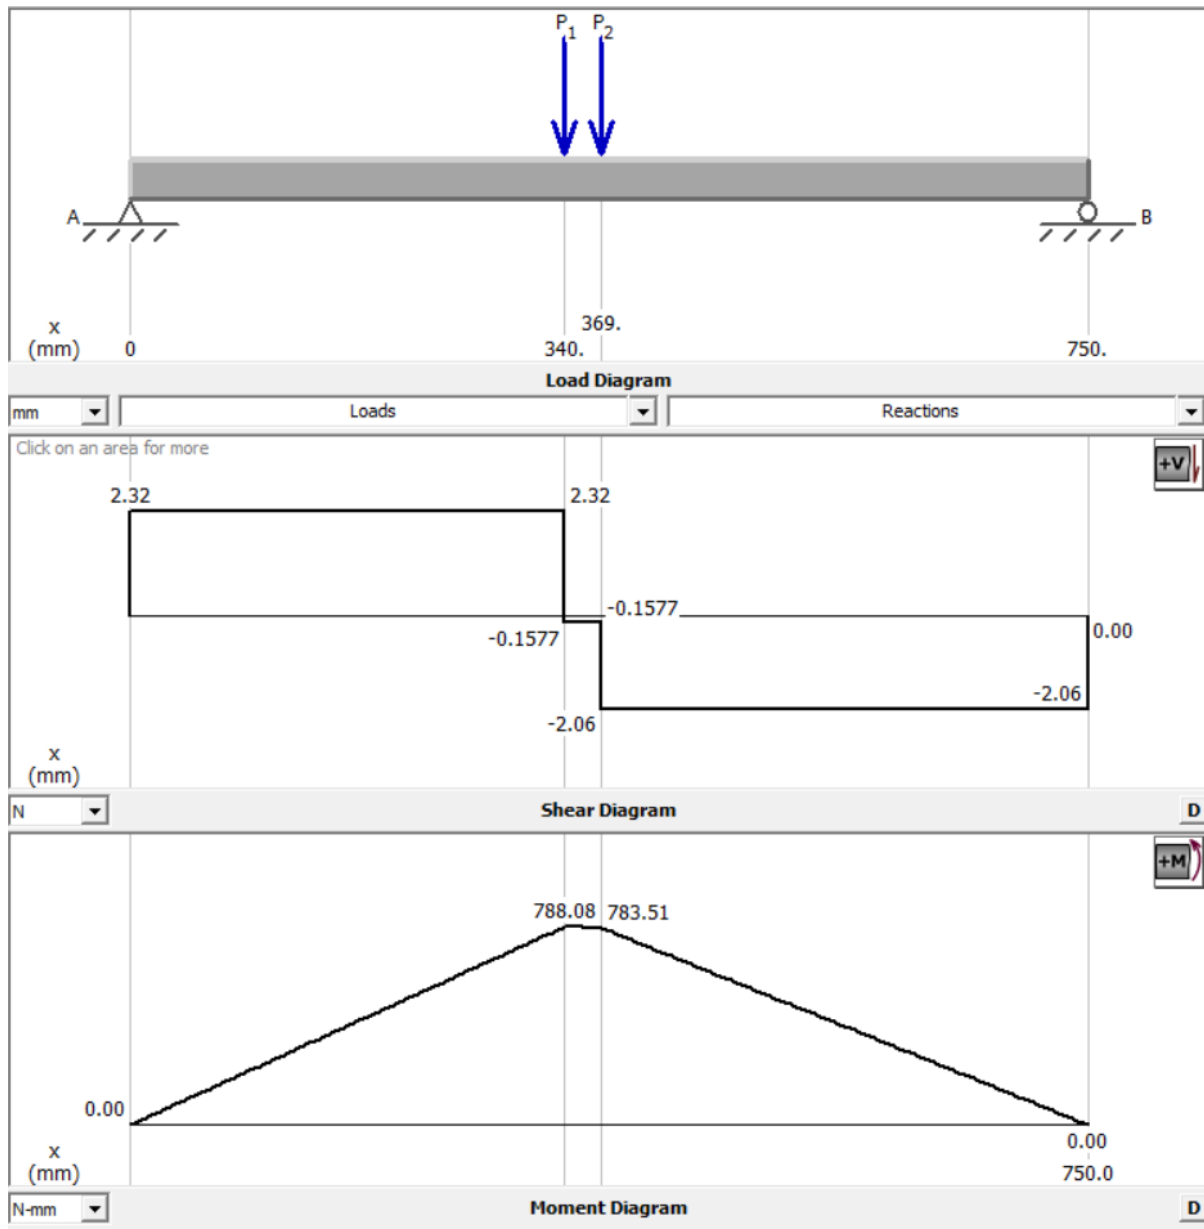 P1 P2
A B
369.
x
(mm) 0 340. 750.
Load Diagram
mm Loads Reactions
Click on an area for more
+V
2.32 2.32
-0.1577
-0.1577 0.00
-2.06
-2.06
x
(mm)
N Shear Diagram D
+M
788.08 783.51
0.00
0.00
x
(mm) 750.0
N-mm Moment Diagram D